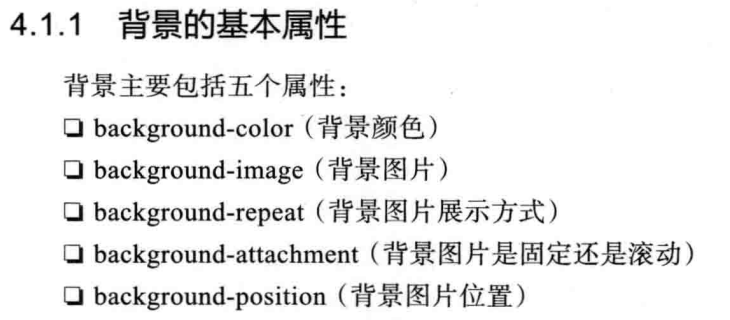 4.1.1 背景的基本属性
背景主要包括五个属性：
❏ background-color（背景颜色）
❏ background-image（背景图片）
❏ background-repeat（背景图片展示方式）
❏ background-attachment（背景图片是固定还是滚动）
❏ background-position（背景图片位置）